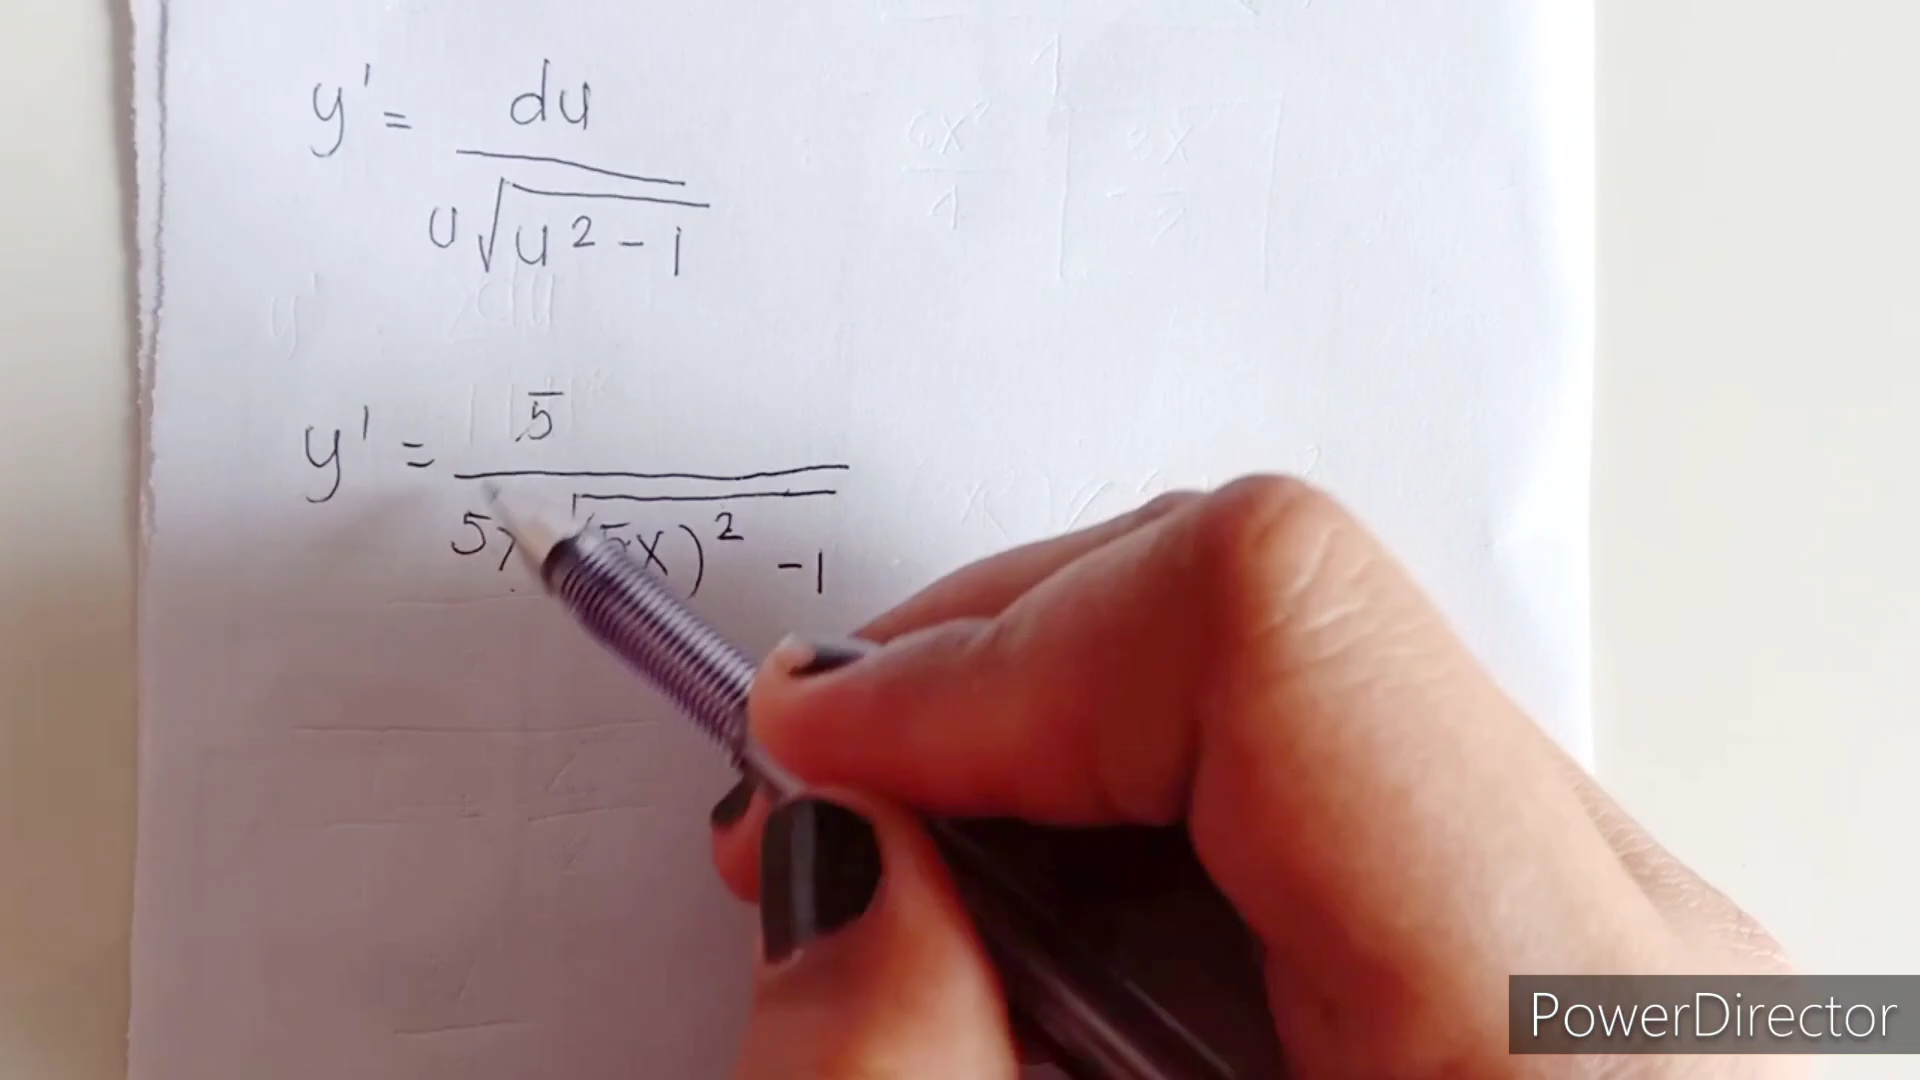 y' = du
u√u² - 1
y' = 5
5x √(5x)² - 1
PowerDirector